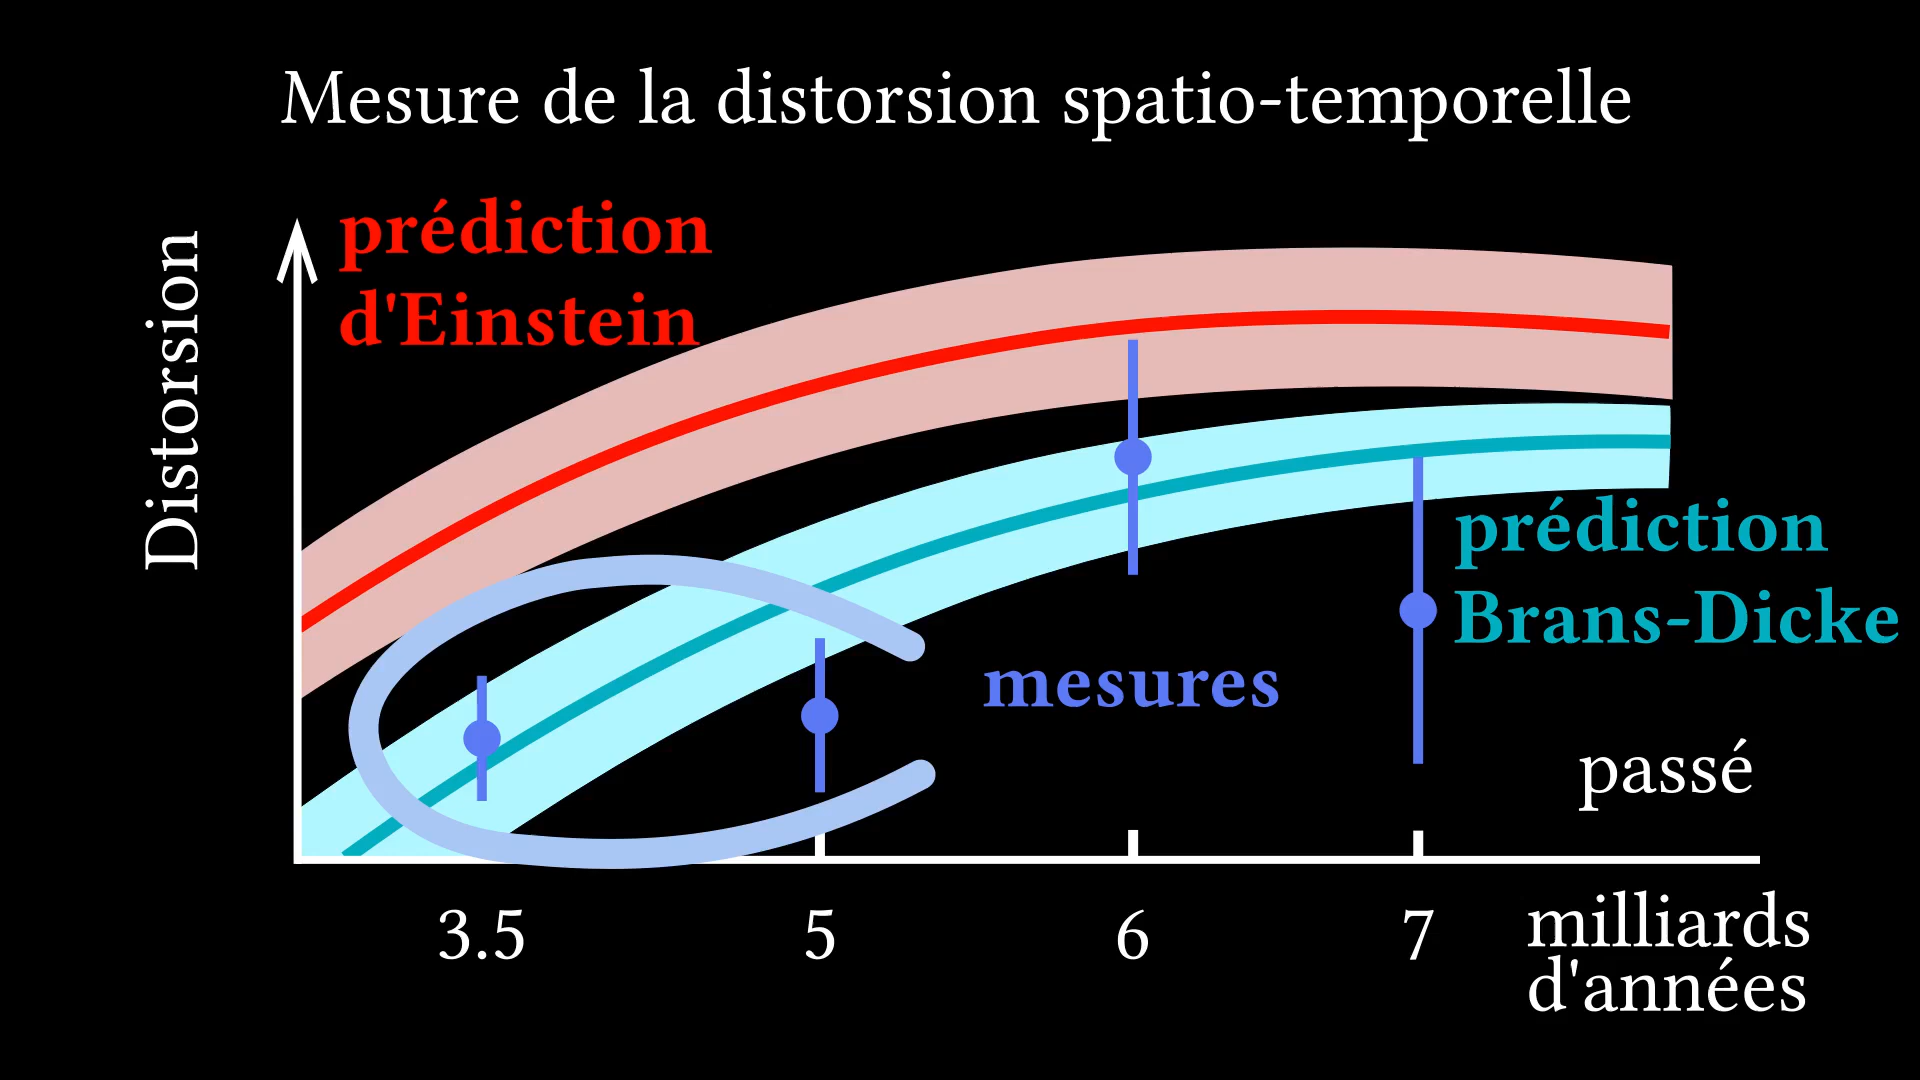 Mesure de la distorsion spatio-temporelle
prédiction
d'Einstein
Distorsion
prédiction
Brans-Dicke
mesures
passé
3.5
5
6
7
milliards
d'années